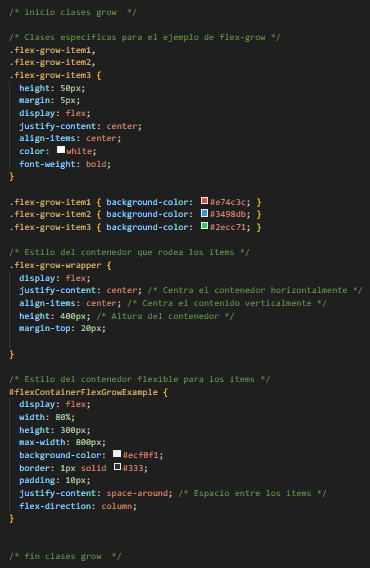 /* inicio clases grow  */
/* Clases específicas para el ejemplo de flex-grow */
.flex-grow-item1,
.flex-grow-item2,
.flex-grow-item3 {
height: 50px;
margin: 5px;
display: flex;
justify-content: center;
align-items: center;
color: white;
font-weight: bold;
}
.flex-grow-item1 { background-color: #e74c3c; }
.flex-grow-item2 { background-color: #3498db; }
.flex-grow-item3 { background-color: #2ecc71; }
/* Estilo del contenedor que rodea los ítems */
.flex-grow-wrapper {
display: flex;
justify-content: center; /* Centra el contenedor horizontalmente */
align-items: center; /* Centra el contenido verticalmente */
height: 400px; /* Altura del contenedor */
margin-top: 20px;
}
/* Estilo del contenedor flexible para los ítems */
#flexContainerFlexGrowExample {
display: flex;
width: 80%;
height: 300px;
max-width: 800px;
background-color: #ecf0f1;
border: 1px solid #333;
padding: 10px;
justify-content: space-around; /* Espacio entre los ítems */
flex-direction: column;
}
/* fin clases grow  */